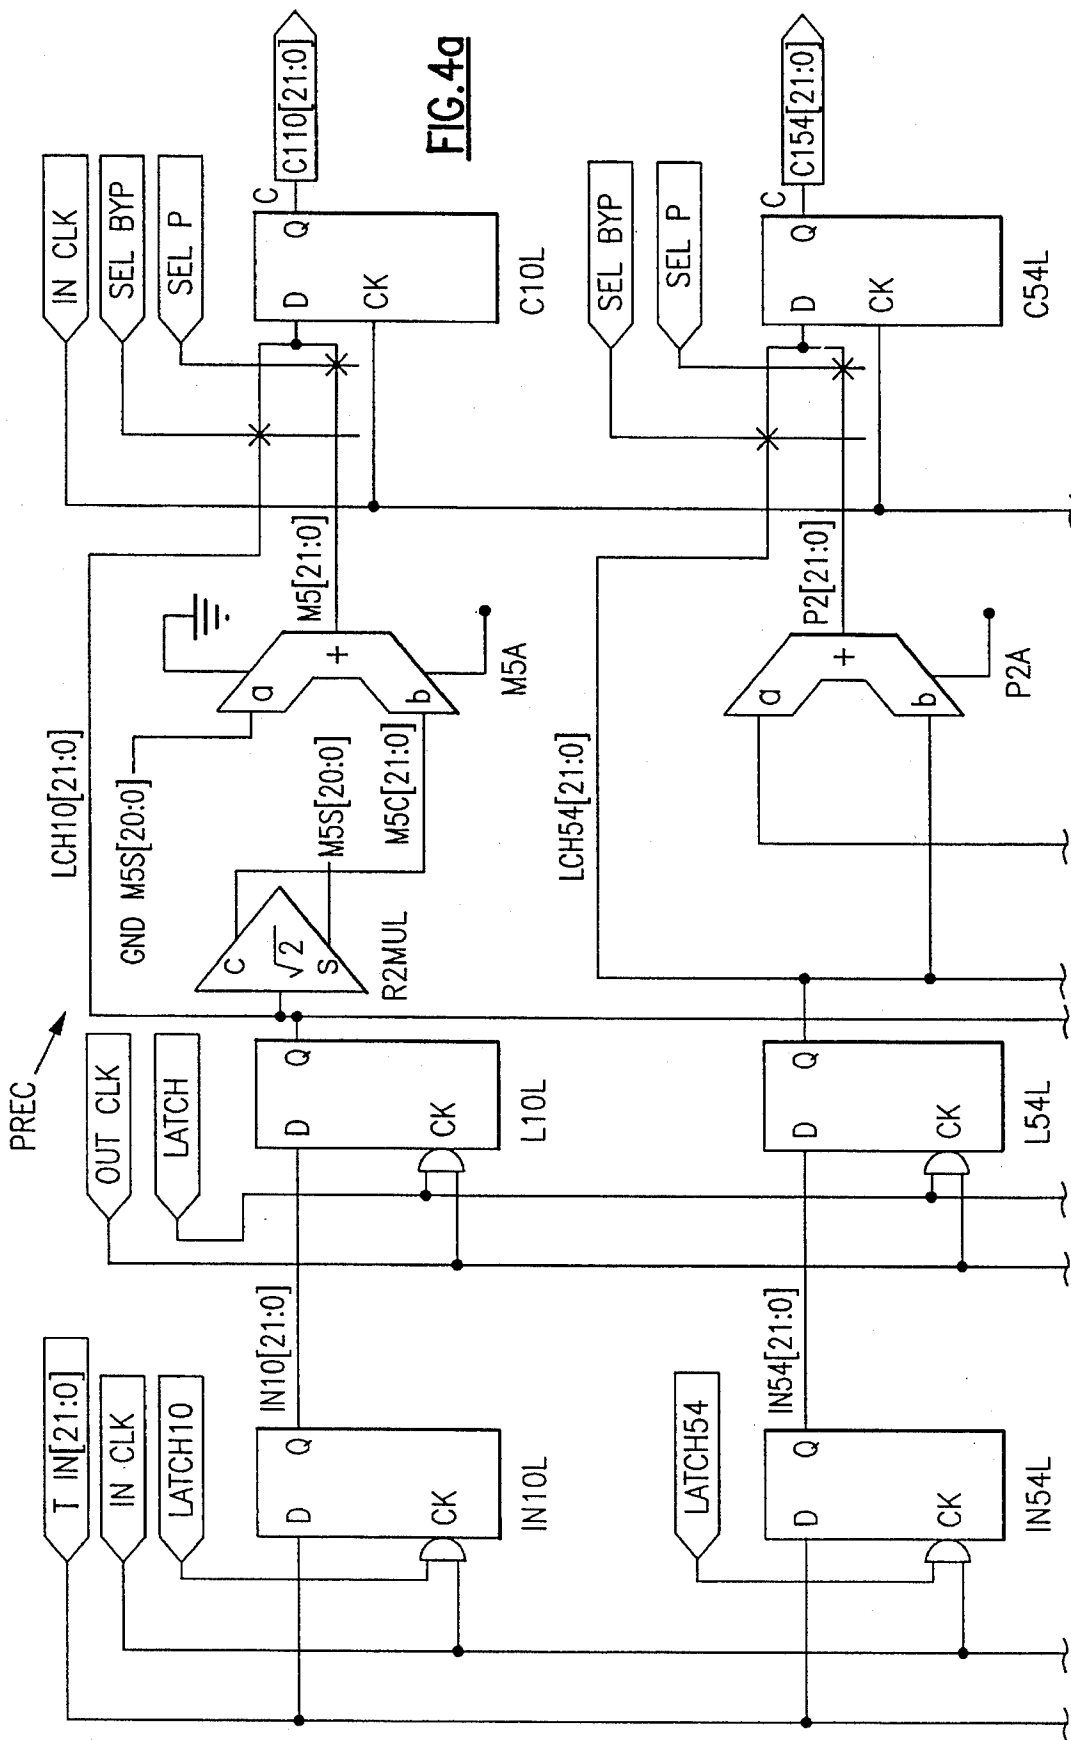 T IN[21:0]
IN CLK
LATCH10
D
Q
CK
IN10L
IN10[21:0]
PREC
OUT CLK
LATCH
D
Q
CK
L10L
LCH10[21:0]
GND M5S[20:0]
C
√2
S
R2MUL
M5S[20:0]
M5C[21:0]
a
b
+
M5A
M5[21:0]
IN CLK
SEL BYP
SEL P
D
Q
CK
C
C10L
C110[21:0]
FIG.4a
LATCH54
D
Q
CK
IN54L
IN54[21:0]
D
Q
CK
L54L
LCH54[21:0]
a
b
+
P2A
P2[21:0]
SEL BYP
SEL P
D
Q
CK
C
C54L
C154[21:0]